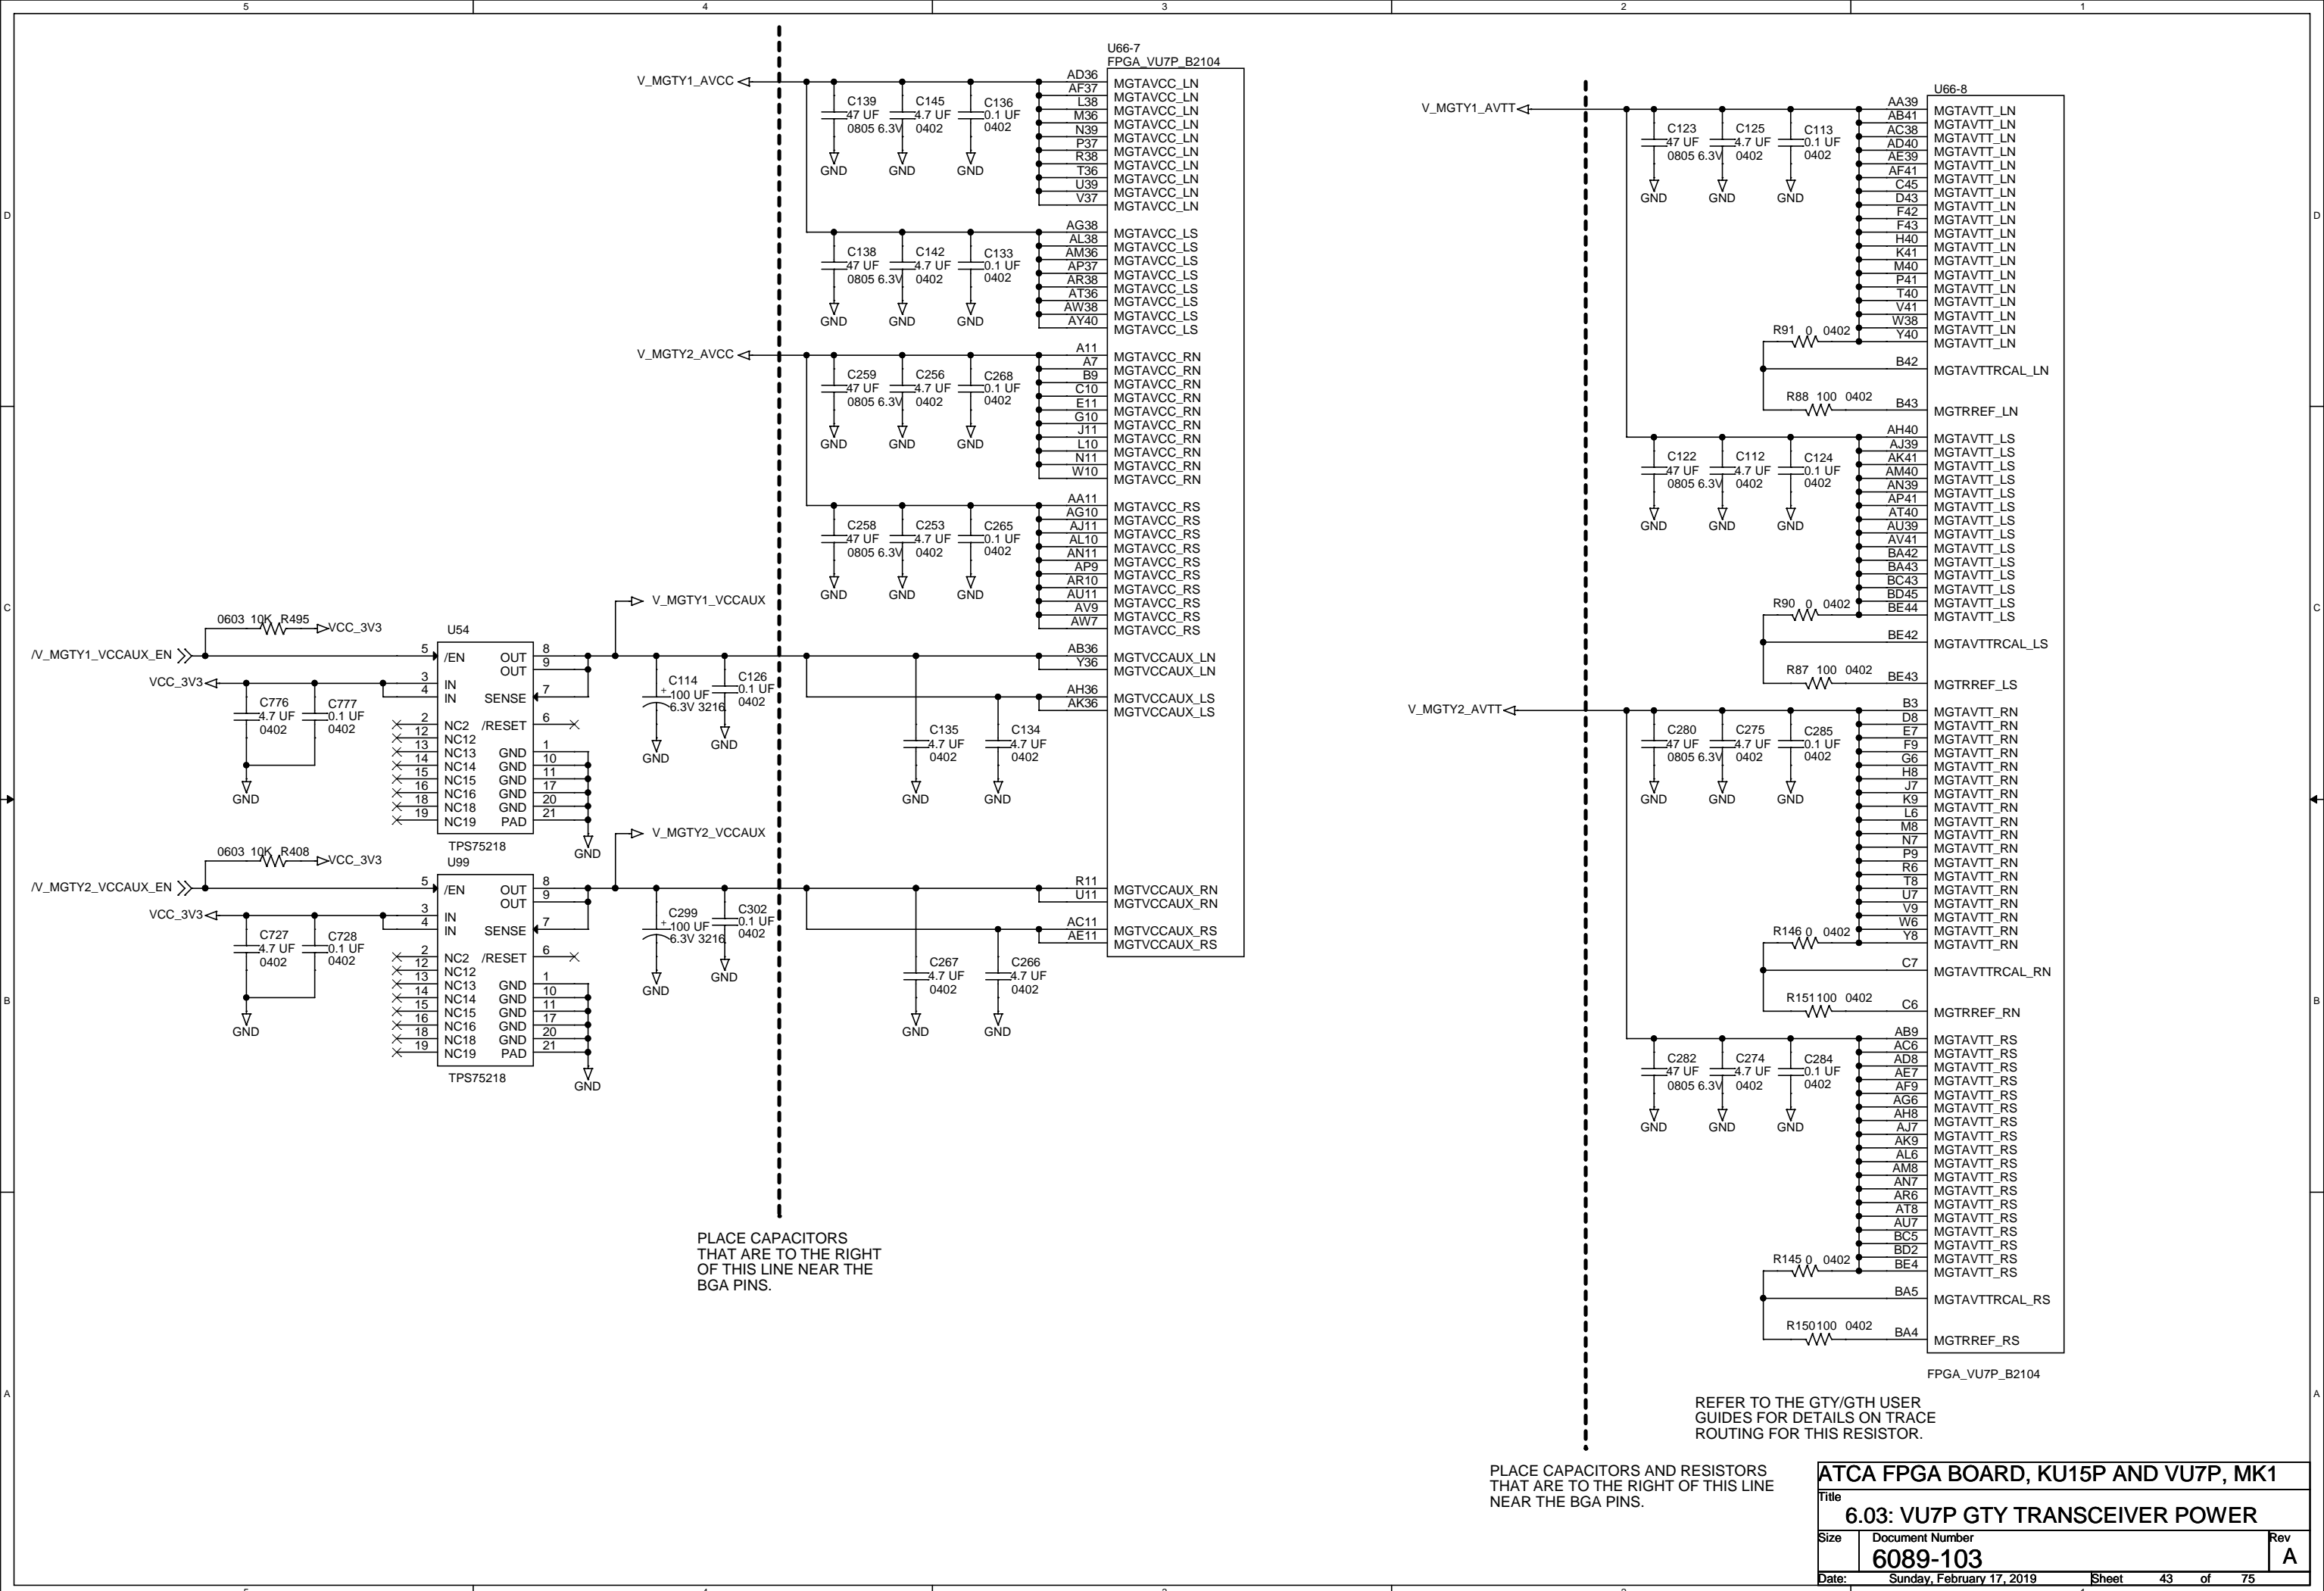 5 4 3 2 1
D
C
B
A
U66-7
FPGA_VU7P_B2104
V_MGTY1_AVCC
C139
47 UF
0805 6.3V
C145
4.7 UF
0402
C136
0.1 UF
0402
GND GND GND
AD36 MGTAVCC_LN
AF37 MGTAVCC_LN
L38 MGTAVCC_LN
M36 MGTAVCC_LN
N39 MGTAVCC_LN
P37 MGTAVCC_LN
R38 MGTAVCC_LN
T36 MGTAVCC_LN
U39 MGTAVCC_LN
V37 MGTAVCC_LN
C138
47 UF
0805 6.3V
C142
4.7 UF
0402
C133
0.1 UF
0402
GND GND GND
AG38 MGTAVCC_LS
AL38 MGTAVCC_LS
AM36 MGTAVCC_LS
AP37 MGTAVCC_LS
AR38 MGTAVCC_LS
AT36 MGTAVCC_LS
AW38 MGTAVCC_LS
AY40 MGTAVCC_LS
V_MGTY2_AVCC
C259
47 UF
0805 6.3V
C256
4.7 UF
0402
C268
0.1 UF
0402
GND GND GND
A11 MGTAVCC_RN
A7 MGTAVCC_RN
B9 MGTAVCC_RN
C10 MGTAVCC_RN
E11 MGTAVCC_RN
G10 MGTAVCC_RN
J11 MGTAVCC_RN
L10 MGTAVCC_RN
N11 MGTAVCC_RN
W10 MGTAVCC_RN
C258
47 UF
0805 6.3V
C253
4.7 UF
0402
C265
0.1 UF
0402
GND GND GND
AA11 MGTAVCC_RS
AG10 MGTAVCC_RS
AJ11 MGTAVCC_RS
AL10 MGTAVCC_RS
AN11 MGTAVCC_RS
AP9 MGTAVCC_RS
AR10 MGTAVCC_RS
AU11 MGTAVCC_RS
AV9 MGTAVCC_RS
AW7 MGTAVCC_RS
V_MGTY1_VCCAUX
0603 10K R495 VCC_3V3
/V_MGTY1_VCCAUX_EN
VCC_3V3
C776
4.7 UF
0402
C777
0.1 UF
0402
GND
U54
5 /EN OUT 8
OUT 9
3 IN
4 IN SENSE 7
2 NC2 /RESET 6
12 NC12
13 NC13 GND 1
14 NC14 GND 10
15 NC15 GND 11
16 NC16 GND 17
18 NC18 GND 20
19 NC19 PAD 21
TPS75218
GND
C114
+
100 UF
6.3V 3216
GND
C126
0.1 UF
0402
GND
C135
4.7 UF
0402
GND
C134
4.7 UF
0402
GND
AB36 MGTVCCAUX_LN
Y36 MGTVCCAUX_LN
AH36 MGTVCCAUX_LS
AK36 MGTVCCAUX_LS
V_MGTY2_VCCAUX
0603 10K R408 VCC_3V3
/V_MGTY2_VCCAUX_EN
VCC_3V3
C727
4.7 UF
0402
C728
0.1 UF
0402
GND
U99
5 /EN OUT 8
OUT 9
3 IN
4 IN SENSE 7
2 NC2 /RESET 6
12 NC12
13 NC13 GND 1
14 NC14 GND 10
15 NC15 GND 11
16 NC16 GND 17
18 NC18 GND 20
19 NC19 PAD 21
TPS75218
GND
C299
+
100 UF
6.3V 3216
GND
C302
0.1 UF
0402
GND
C267
4.7 UF
0402
GND
C266
4.7 UF
0402
GND
R11 MGTVCCAUX_RN
U11 MGTVCCAUX_RN
AC11 MGTVCCAUX_RS
AE11 MGTVCCAUX_RS
PLACE CAPACITORS
THAT ARE TO THE RIGHT
OF THIS LINE NEAR THE
BGA PINS.
U66-8
V_MGTY1_AVTT
C123
47 UF
0805 6.3V
C125
4.7 UF
0402
C113
0.1 UF
0402
GND GND GND
AA39 MGTAVTT_LN
AB41 MGTAVTT_LN
AC38 MGTAVTT_LN
AD40 MGTAVTT_LN
AE39 MGTAVTT_LN
AF41 MGTAVTT_LN
C45 MGTAVTT_LN
D43 MGTAVTT_LN
F42 MGTAVTT_LN
F43 MGTAVTT_LN
H40 MGTAVTT_LN
K41 MGTAVTT_LN
M40 MGTAVTT_LN
P41 MGTAVTT_LN
T40 MGTAVTT_LN
V41 MGTAVTT_LN
W38 MGTAVTT_LN
Y40 MGTAVTT_LN
R91 0 0402
B42 MGTAVTTRCAL_LN
R88 100 0402
B43 MGTRREF_LN
C122
47 UF
0805 6.3V
C112
4.7 UF
0402
C124
0.1 UF
0402
GND GND GND
AH40 MGTAVTT_LS
AJ39 MGTAVTT_LS
AK41 MGTAVTT_LS
AM40 MGTAVTT_LS
AN39 MGTAVTT_LS
AP41 MGTAVTT_LS
AT40 MGTAVTT_LS
AU39 MGTAVTT_LS
AV41 MGTAVTT_LS
BA42 MGTAVTT_LS
BA43 MGTAVTT_LS
BC43 MGTAVTT_LS
BD45 MGTAVTT_LS
BE44 MGTAVTT_LS
R90 0 0402
BE42 MGTAVTTRCAL_LS
R87 100 0402
BE43 MGTRREF_LS
V_MGTY2_AVTT
C280
47 UF
0805 6.3V
C275
4.7 UF
0402
C285
0.1 UF
0402
GND GND GND
B3 MGTAVTT_RN
D8 MGTAVTT_RN
E7 MGTAVTT_RN
F9 MGTAVTT_RN
G6 MGTAVTT_RN
H8 MGTAVTT_RN
J7 MGTAVTT_RN
K9 MGTAVTT_RN
L6 MGTAVTT_RN
M8 MGTAVTT_RN
N7 MGTAVTT_RN
P9 MGTAVTT_RN
R6 MGTAVTT_RN
T8 MGTAVTT_RN
U7 MGTAVTT_RN
V9 MGTAVTT_RN
W6 MGTAVTT_RN
Y8 MGTAVTT_RN
R146 0 0402
C7 MGTAVTTRCAL_RN
R151 100 0402
C6 MGTRREF_RN
C282
47 UF
0805 6.3V
C274
4.7 UF
0402
C284
0.1 UF
0402
GND GND GND
AB9 MGTAVTT_RS
AC6 MGTAVTT_RS
AD8 MGTAVTT_RS
AE7 MGTAVTT_RS
AF9 MGTAVTT_RS
AG6 MGTAVTT_RS
AH8 MGTAVTT_RS
AJ7 MGTAVTT_RS
AK9 MGTAVTT_RS
AL6 MGTAVTT_RS
AM8 MGTAVTT_RS
AN7 MGTAVTT_RS
AR6 MGTAVTT_RS
AT8 MGTAVTT_RS
AU7 MGTAVTT_RS
BC5 MGTAVTT_RS
BD2 MGTAVTT_RS
BE4 MGTAVTT_RS
R145 0 0402
BA5 MGTAVTTRCAL_RS
R150 100 0402
BA4 MGTRREF_RS
FPGA_VU7P_B2104
REFER TO THE GTY/GTH USER
GUIDES FOR DETAILS ON TRACE
ROUTING FOR THIS RESISTOR.
PLACE CAPACITORS AND RESISTORS
THAT ARE TO THE RIGHT OF THIS LINE
NEAR THE BGA PINS.
ATCA FPGA BOARD, KU15P AND VU7P, MK1
Title
6.03: VU7P GTY TRANSCEIVER POWER
Size Document Number Rev
6089-103 A
Date: Sunday, February 17, 2019 Sheet 43 of 75
D
C
B
A